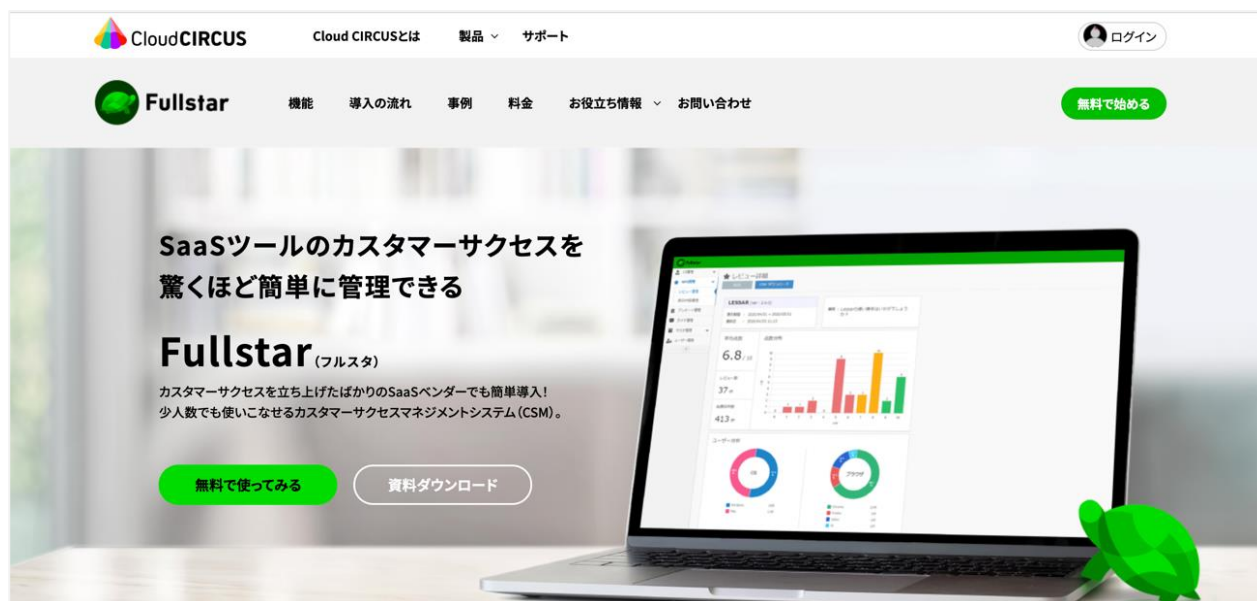 CloudCIRCUS
Cloud CIRCUSとは
製品
サポート
ログイン
Fullstar
機能
導入の流れ
事例
料金
お役立ち情報
お問い合わせ
無料で始める
SaaSツールのカスタマーサクセスを
驚くほど簡単に管理できる
Fullstar(フルスタ)
カスタマーサクセスを立ち上げたばかりのSaaSベンダーでも簡単導入!
少人数でも使いこなせるカスタマーサクセスマネジメントシステム(CSM)。
無料で使ってみる
資料ダウンロード
レビュー詳細
LESSAR
6.8
37
413
ブラウザ